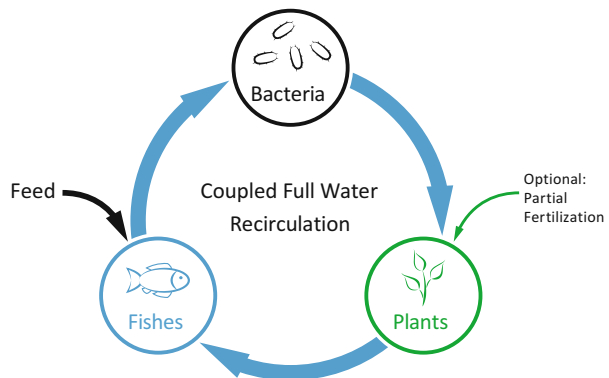 Bacteria
Feed
Coupled Full Water
Recirculation
Optional:
Partial
Fertilization
Fishes
Plants